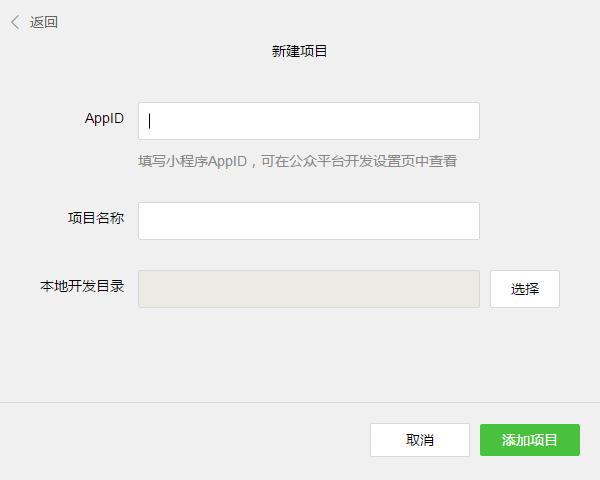 返回
新建项目
AppID
填写小程序AppID，可在公众平台开发设置页中查看
项目名称
本地开发目录
选择
取消
添加项目